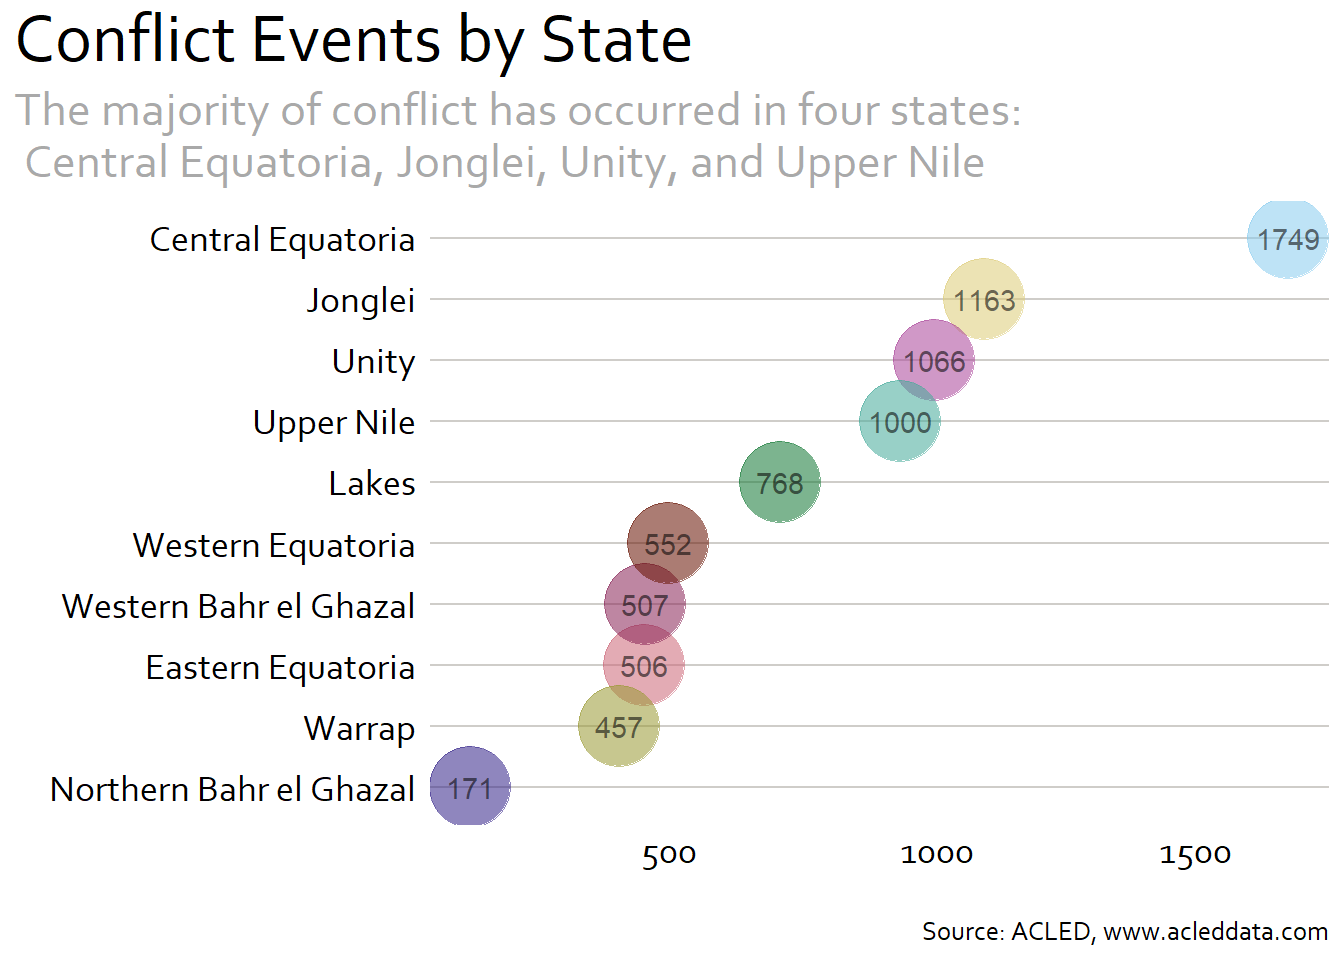 Conflict Events by State
The majority of conflict has occurred in four states:
Central Equatoria, Jonglei, Unity, and Upper Nile
Central Equatoria 1749
Jonglei 1163
Unity 1066
Upper Nile 1000
Lakes 768
Western Equatoria 552
Western Bahr el Ghazal 507
Eastern Equatoria 506
Warrap 457
Northern Bahr el Ghazal 171
500 1000 1500
Source: ACLED, www.acleddata.com